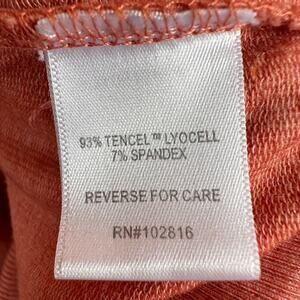 93% TENCEL™ LYOCELL
7% SPANDEX
REVERSE FOR CARE
RN#102816